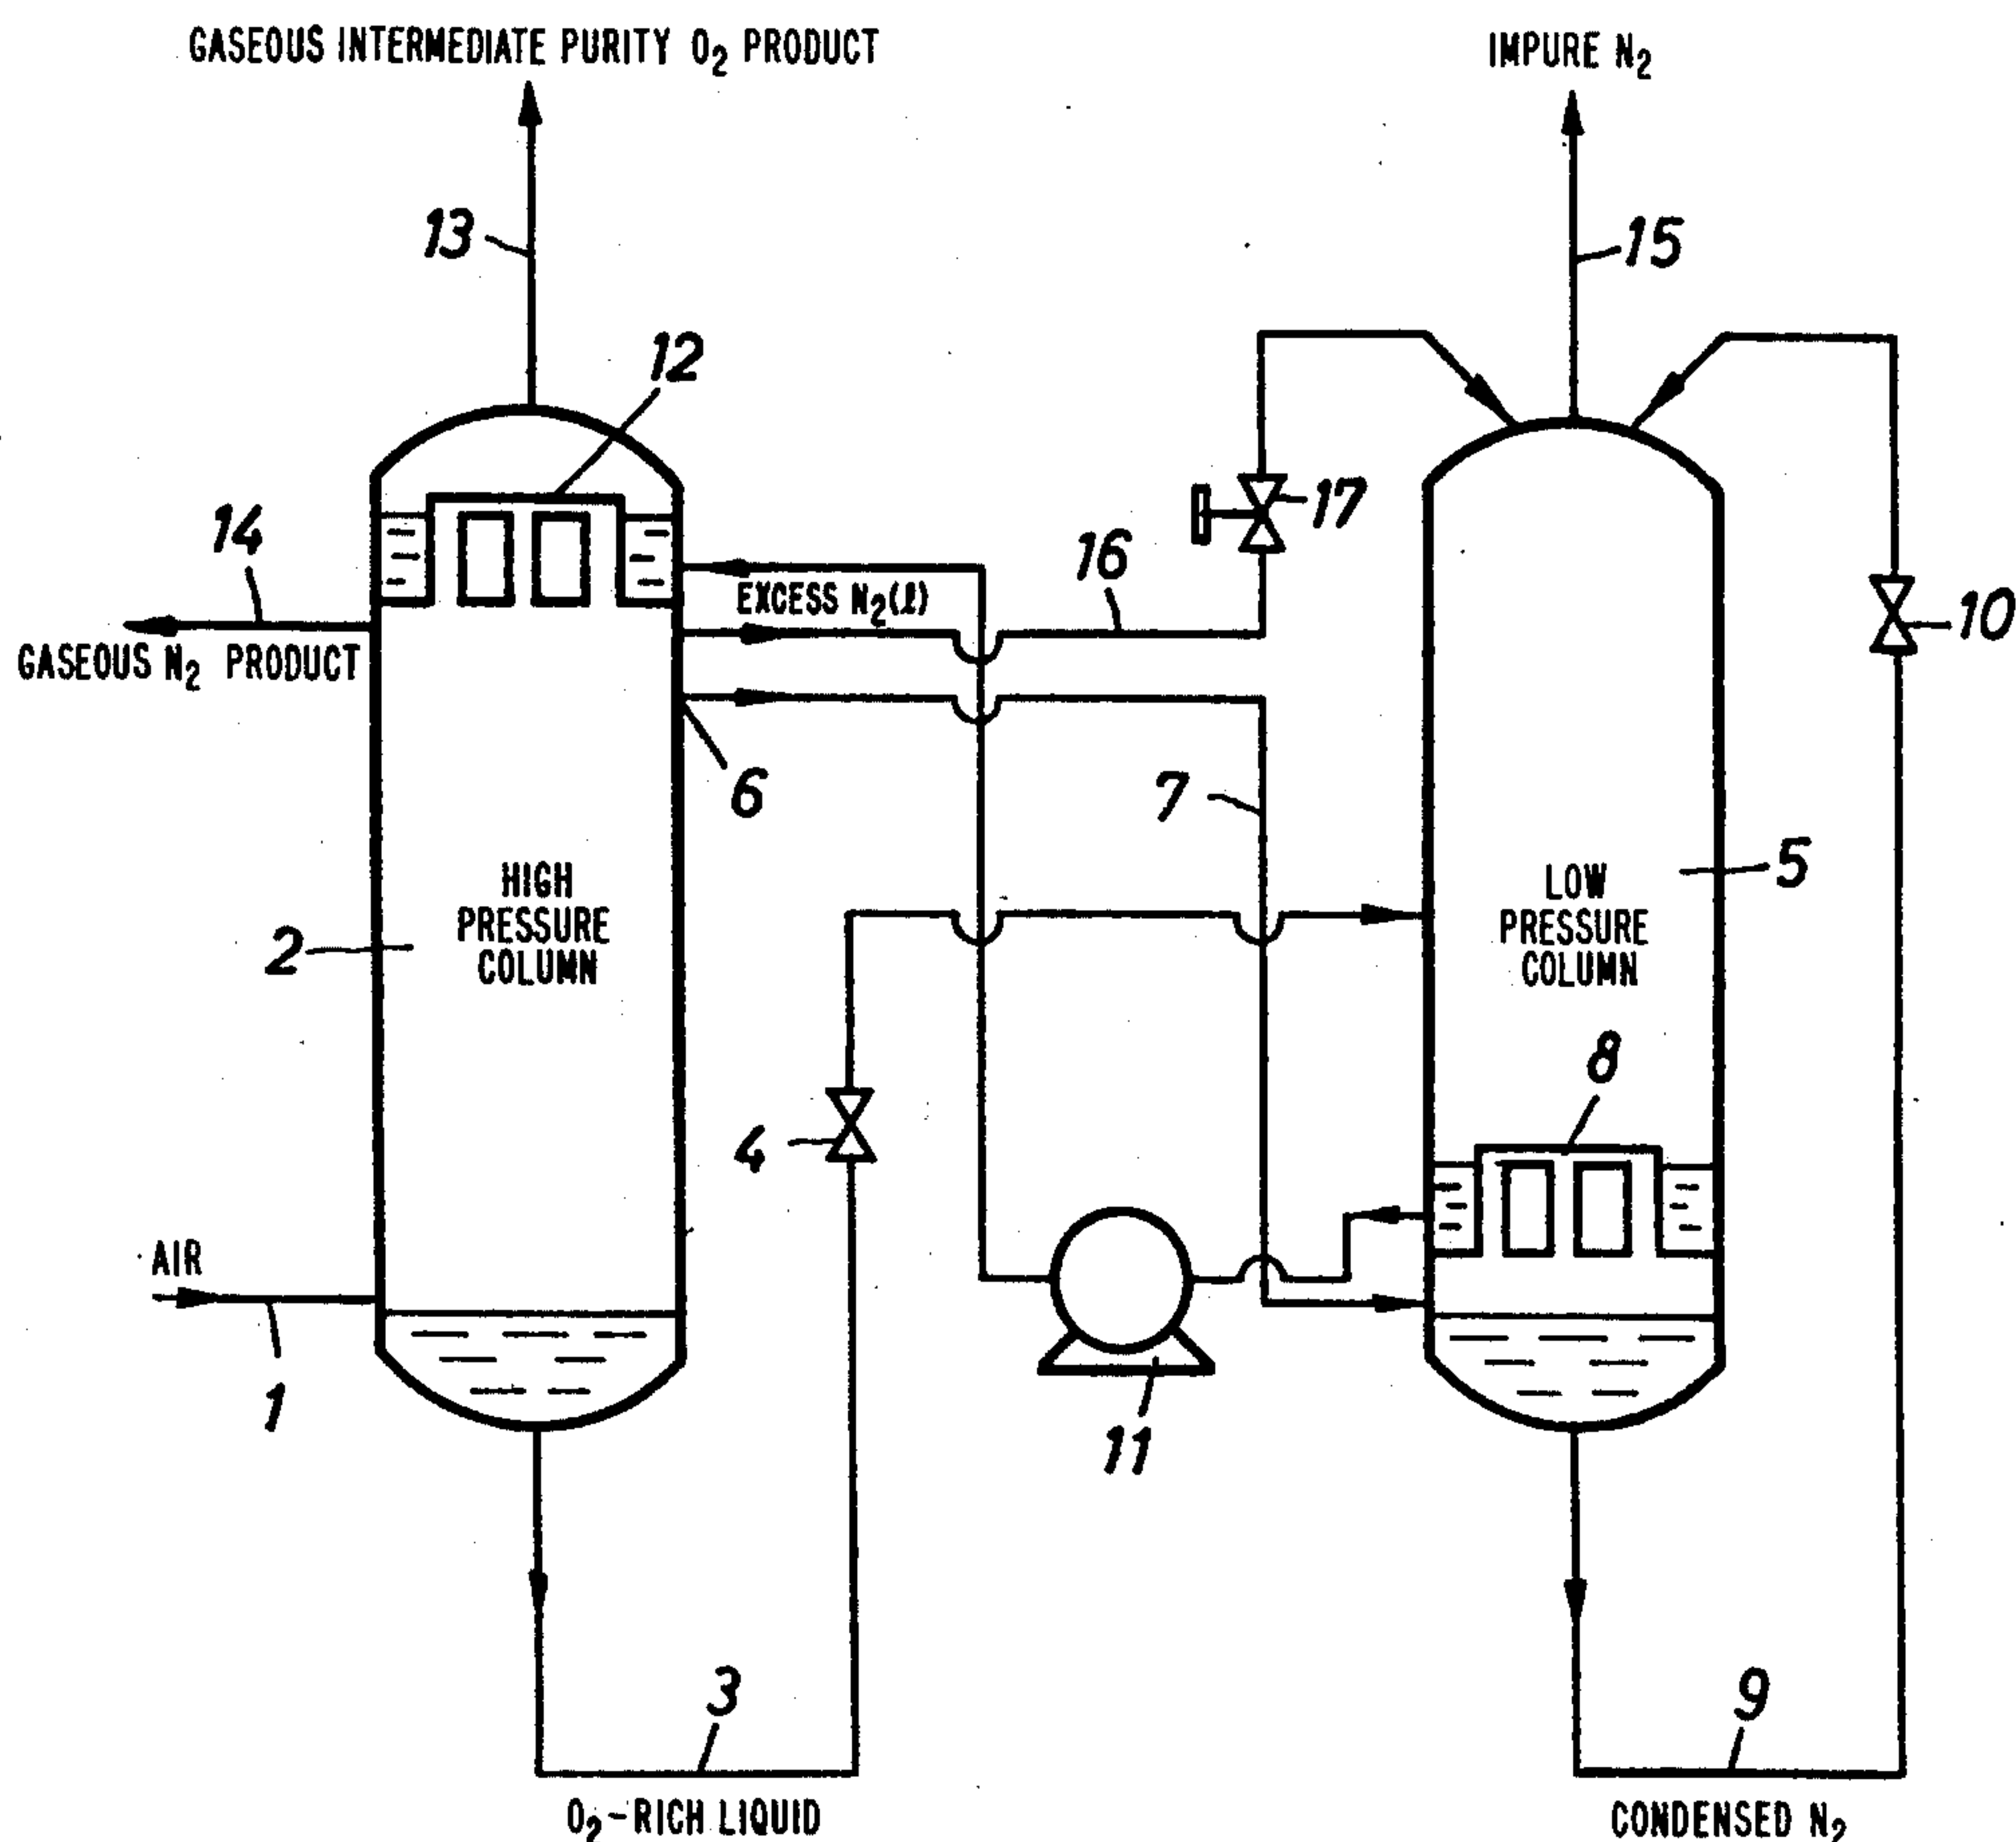 GASEOUS INTERMEDIATE PURITY O₂ PRODUCT
IMPURE N₂
13
15
12
14
17
16
10
EXCESS N₂(l)
GASEOUS N₂ PRODUCT
6
7
2
HIGH
PRESSURE
COLUMN
LOW
PRESSURE
COLUMN
5
8
4
AIR
1
11
3
9
O₂-RICH LIQUID
CONDENSED N₂